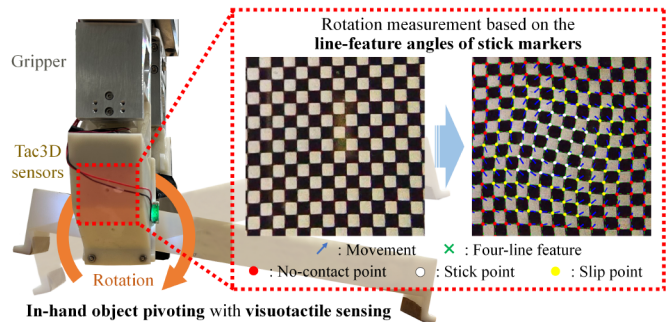 Rotation measurement based on the
line-feature angles of stick markers
Gripper
Tac3D
sensors
Rotation
: Movement
: Four-line feature
: No-contact point
: Stick point
: Slip point
In-hand object pivoting with visuotactile sensing